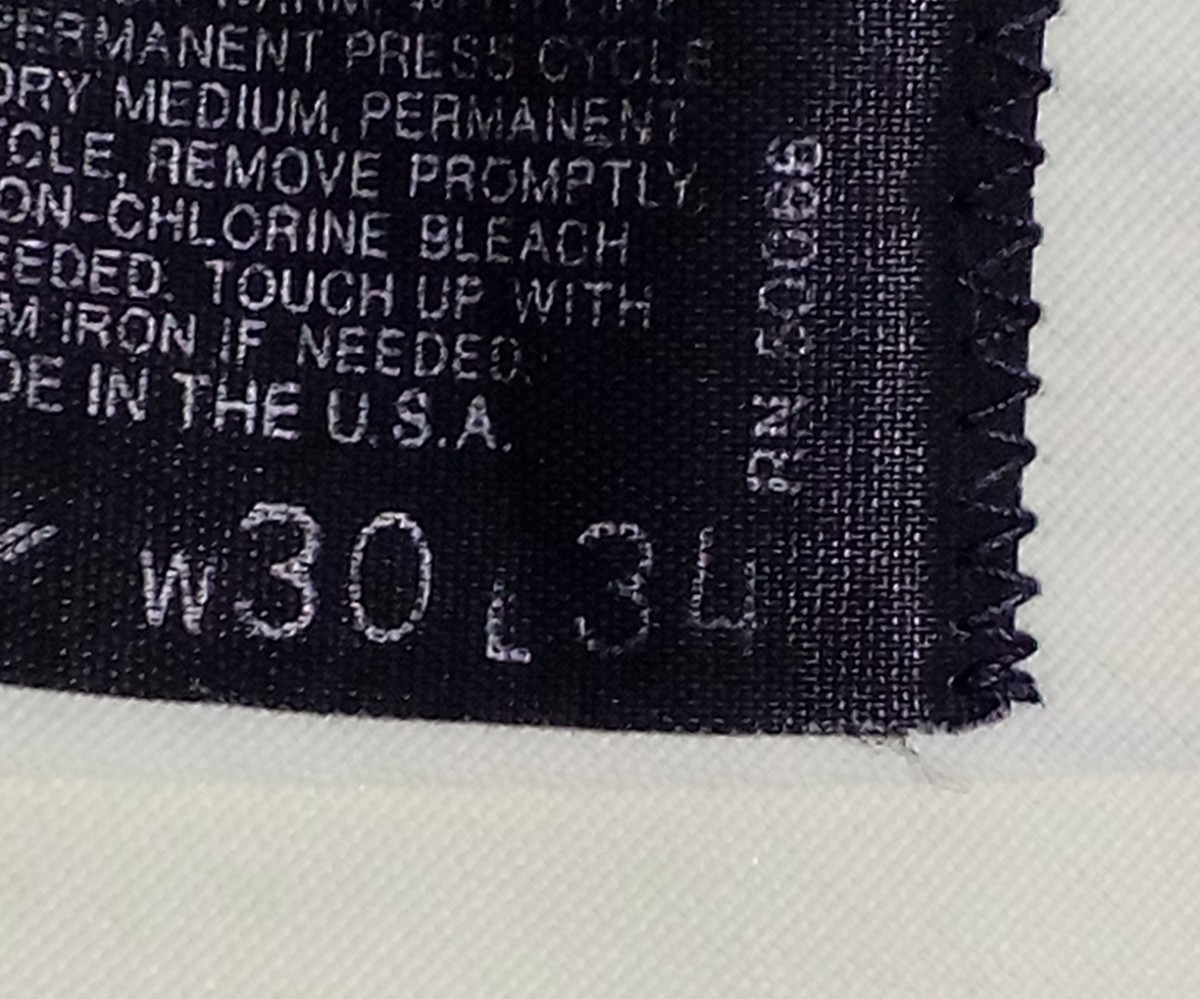 PERMANENT PRESS CYCLE
DRY MEDIUM, PERMANENT
CLE, REMOVE PROMPTLY,
ON-CHLORINE BLEACH
EEDED. TOUCH UP WITH
M IRON IF NEEDED.
DE IN THE U.S.A.
W30 L34
RN